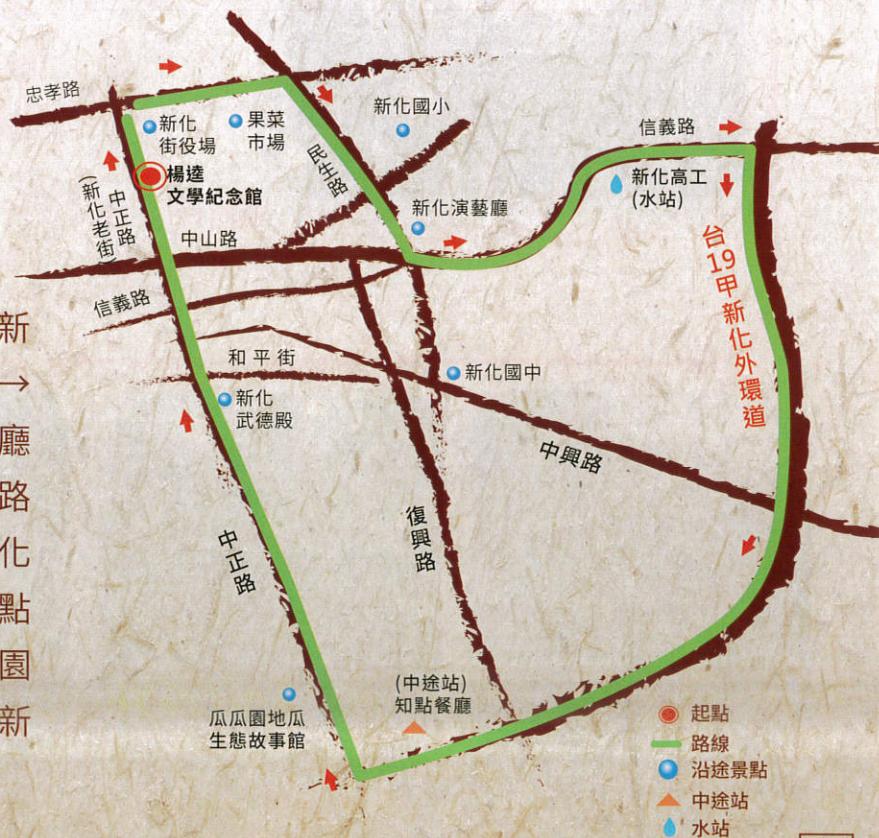 忠孝路
新化
街役場
果菜
市場
新化國小
信義路
民生路
楊逵
文學紀念館
中正路
(新化老街)
新化高工
(水站)
新化演藝廳
中山路
台19甲新化外環道
信義路
和平街
新化國中
新化
武德殿
中興路
復興路
中正路
(中途站)
知點餐廳
瓜瓜園地瓜
生態故事館
起點
路線
沿途景點
中途站
水站
新
→
廳
路
化
點
園
新